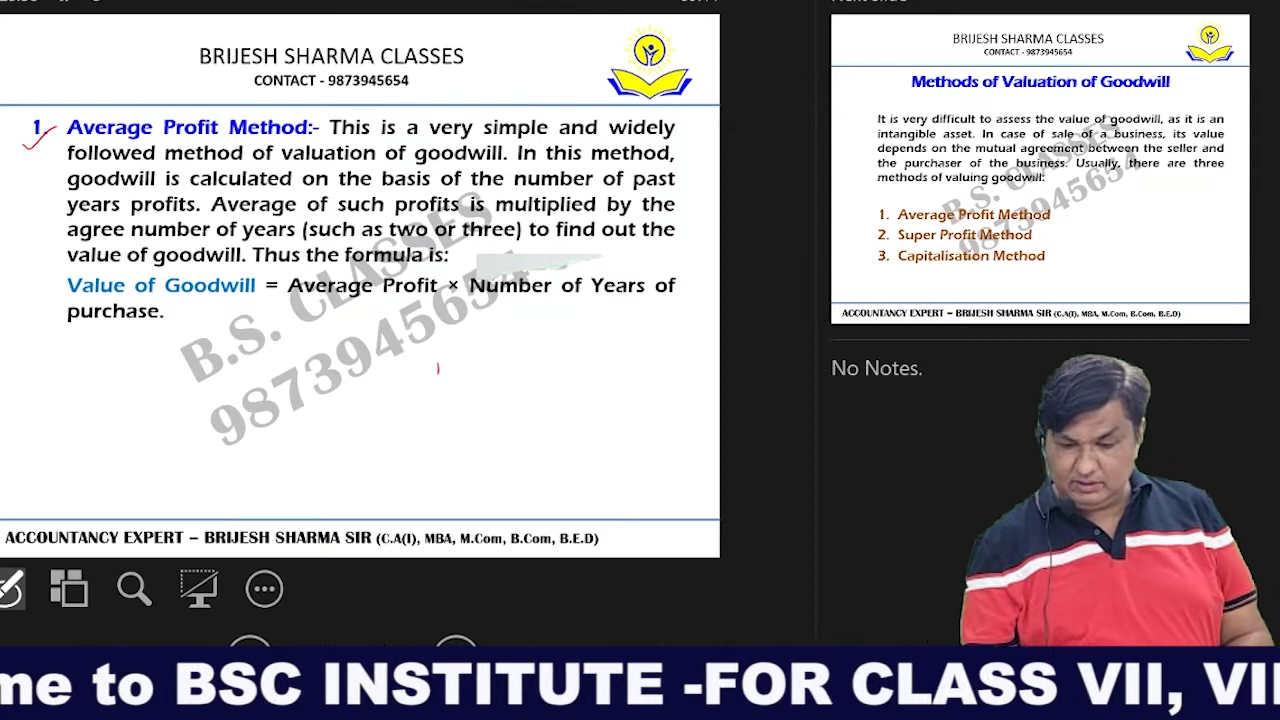 BRIJESH SHARMA CLASSES
CONTACT - 9873945654
1. Average Profit Method:- This is a very simple and widely
followed method of valuation of goodwill. In this method,
goodwill is calculated on the basis of the number of past
years profits. Average of such profits is multiplied by the
agree number of years (such as two or three) to find out the
value of goodwill. Thus the formula is:
Value of Goodwill = Average Profit × Number of Years of
purchase.
B.S. CLASSES
9873945654
ACCOUNTANCY EXPERT – BRIJESH SHARMA SIR (C.A(I), MBA, M.Com, B.Com, B.E.D)
BRIJESH SHARMA CLASSES
CONTACT - 9873945654
Methods of Valuation of Goodwill
It is very difficult to assess the value of goodwill, as it is an
intangible asset. In case of sale of a business, its value
depends on the mutual agreement between the seller and
the purchaser of the business. Usually, there are three
methods of valuing goodwill:
1. Average Profit Method
2. Super Profit Method
3. Capitalisation Method
B.S. CLASSES
9873945654
ACCOUNTANCY EXPERT – BRIJESH SHARMA SIR (C.A(I), MBA, M.Com, B.Com, B.E.D)
No Notes.
me to BSC INSTITUTE -FOR CLASS VII, VII